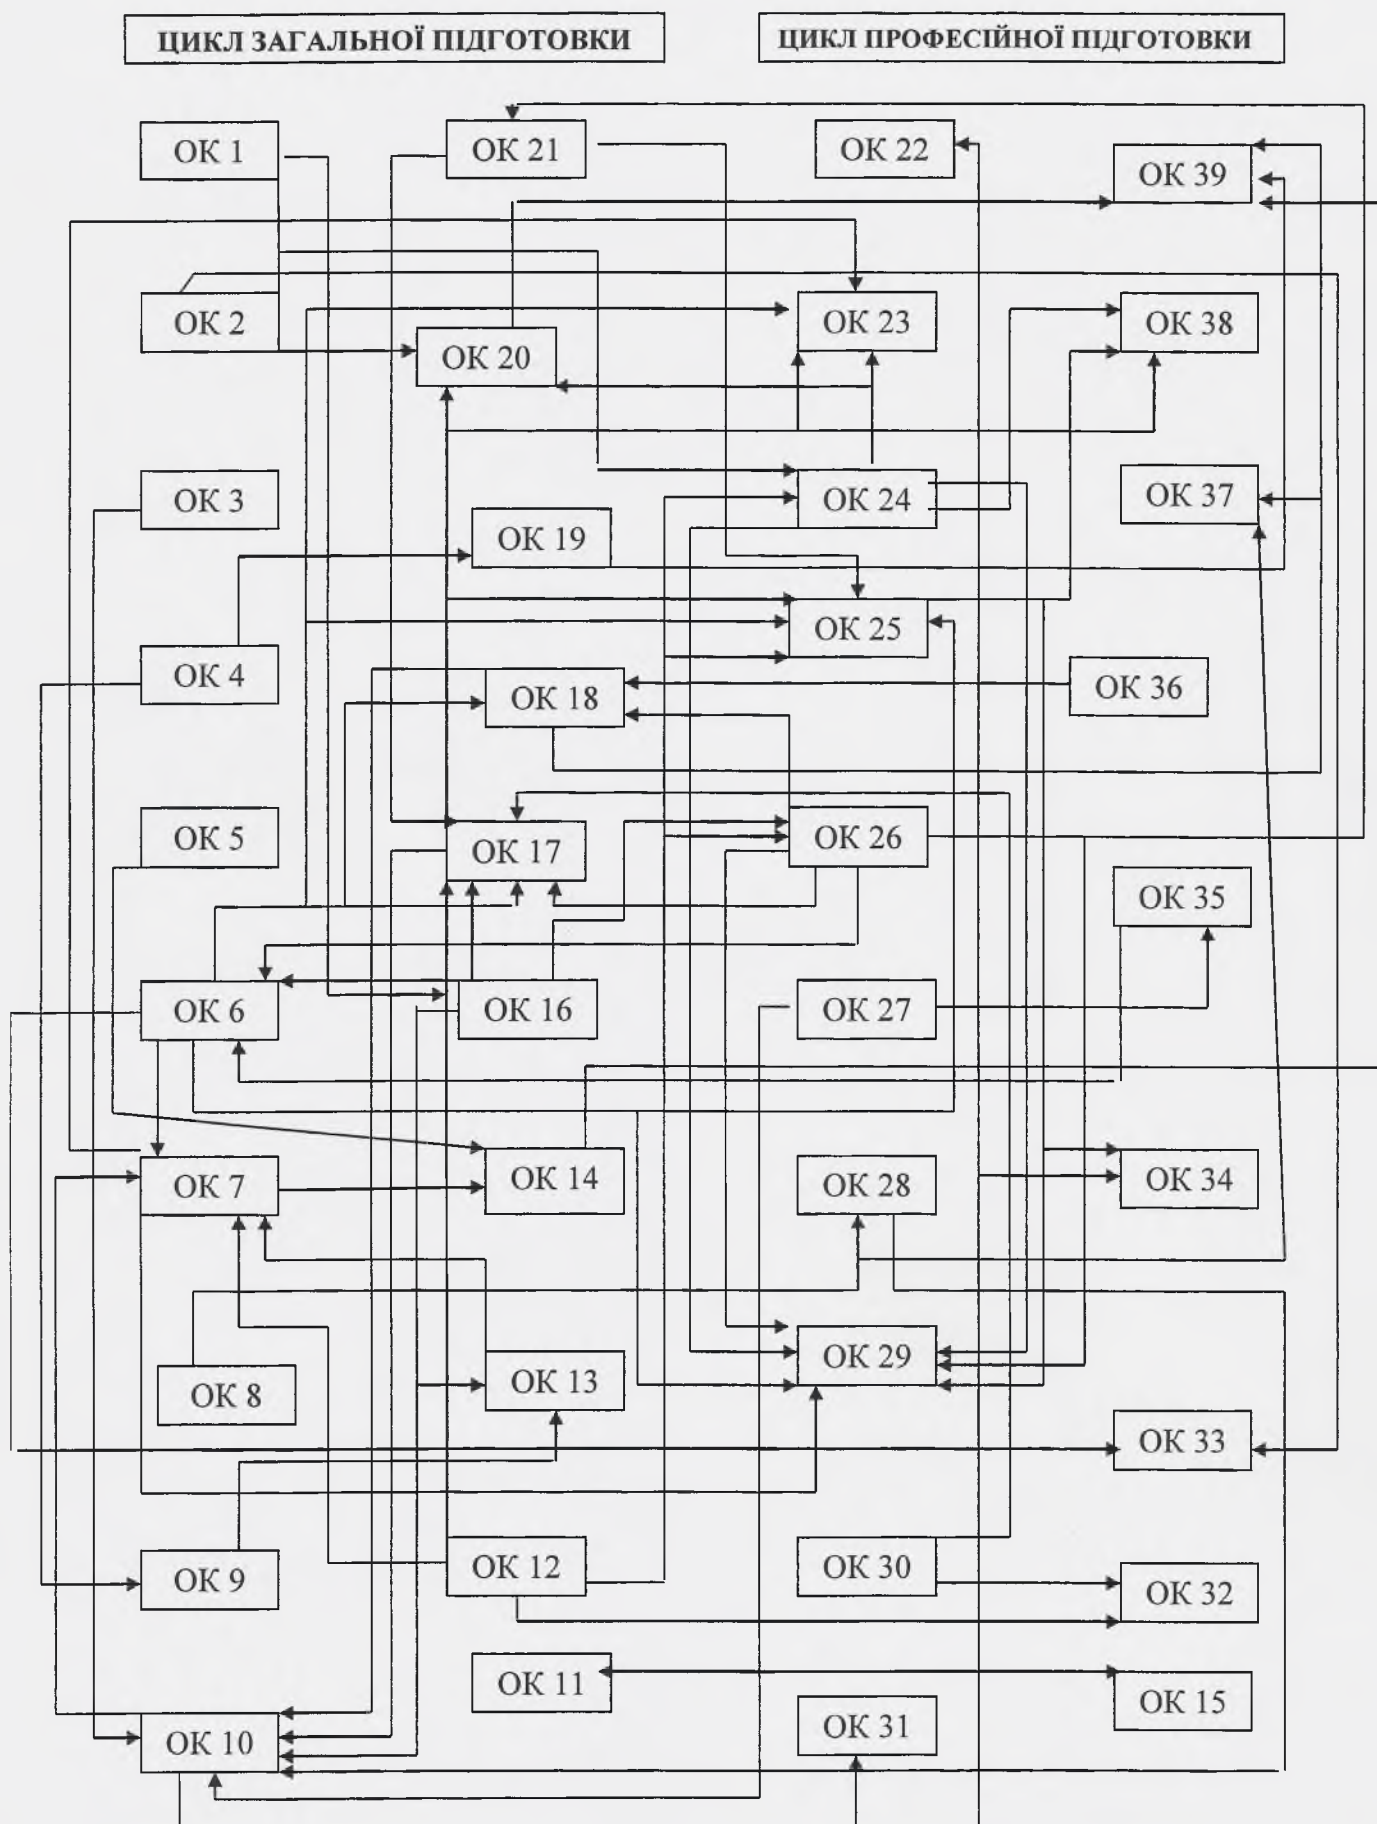 ЦИКЛ ЗАГАЛЬНОЇ ПІДГОТОВКИ
ЦИКЛ ПРОФЕСІЙНОЇ ПІДГОТОВКИ
ОК 1
ОК 21
ОК 22
ОК 39
ОК 2
ОК 20
ОК 23
ОК 38
ОК 3
ОК 19
ОК 24
ОК 37
ОК 4
ОК 18
ОК 25
ОК 36
ОК 5
ОК 17
ОК 26
ОК 35
ОК 6
ОК 16
ОК 27
ОК 7
ОК 14
ОК 28
ОК 34
ОК 8
ОК 13
ОК 29
ОК 33
ОК 9
ОК 12
ОК 30
ОК 32
ОК 11
ОК 15
ОК 10
ОК 31